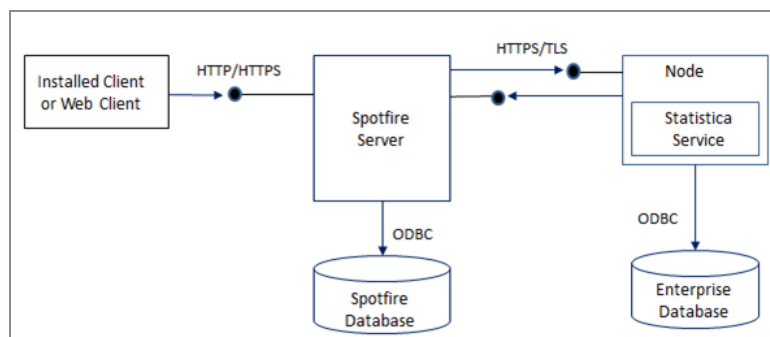 Installed Client
or Web Client
HTTP/HTTPS
Spotfire
Server
HTTPS/TLS
Node
Statistica
Service
ODBC
Spotfire
Database
ODBC
Enterprise
Database